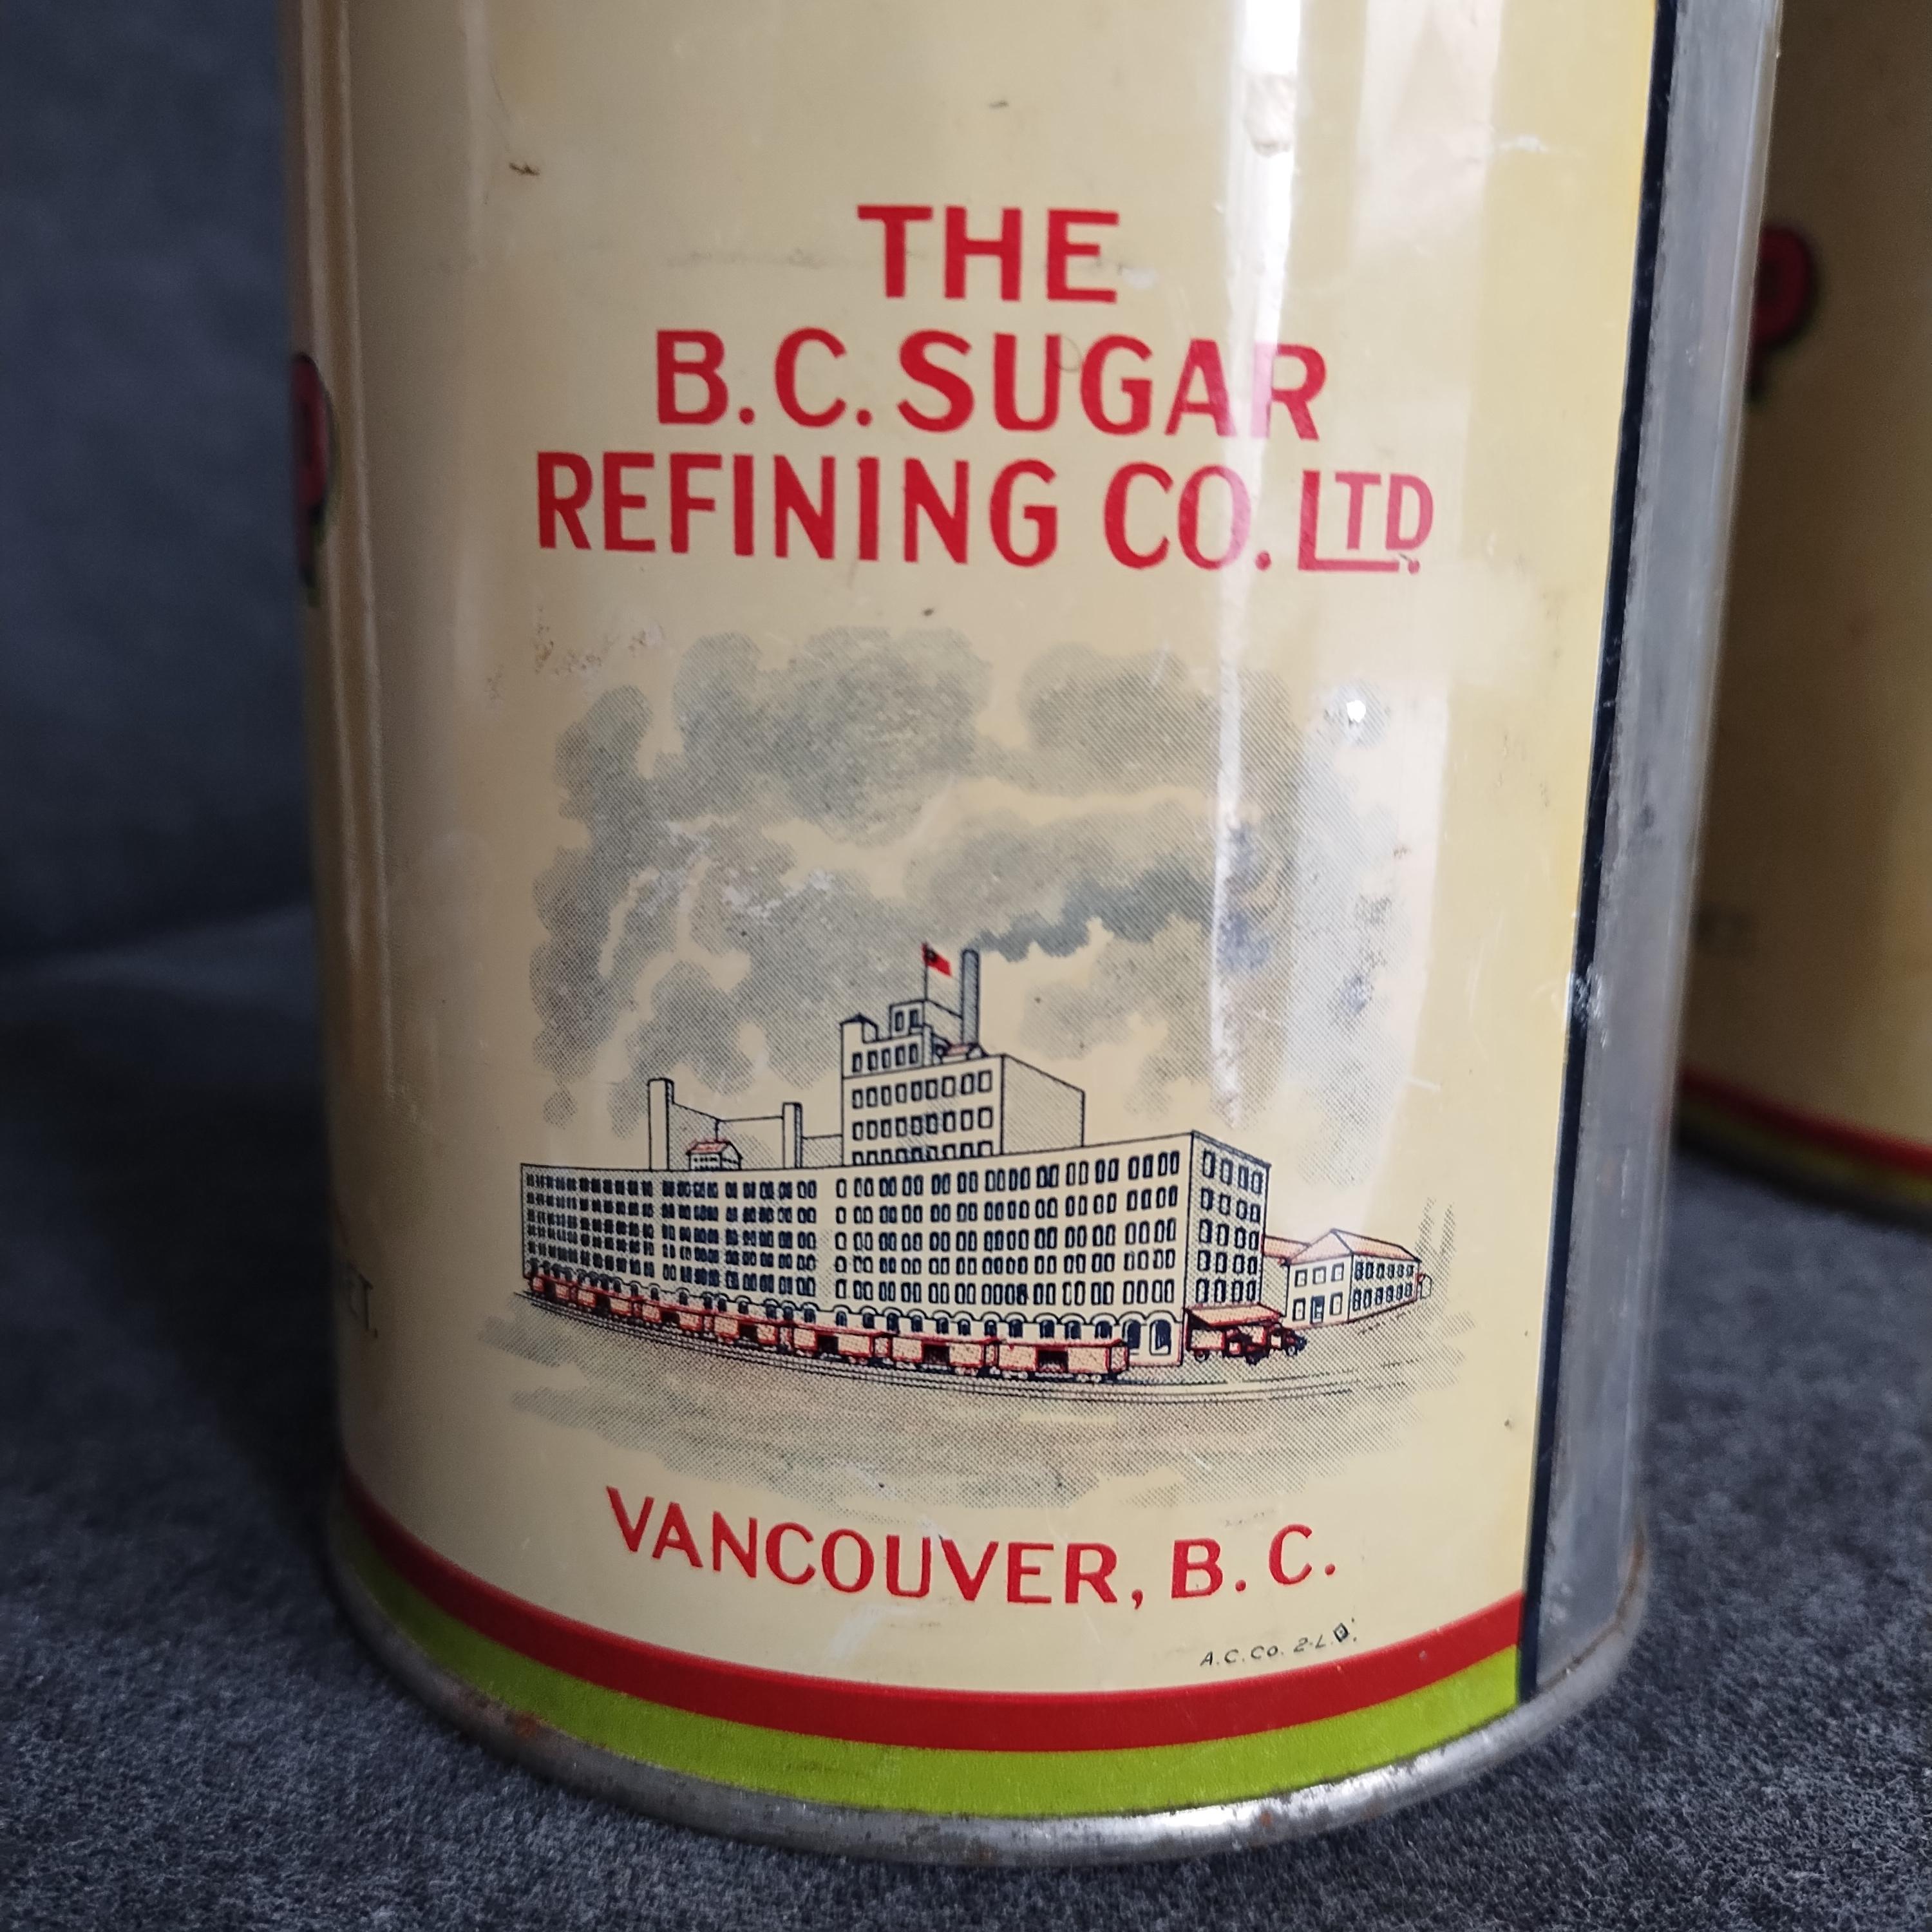 THE
B.C. SUGAR
REFINING CO. LTD.
VANCOUVER, B. C.
A.C.Co. 2-L